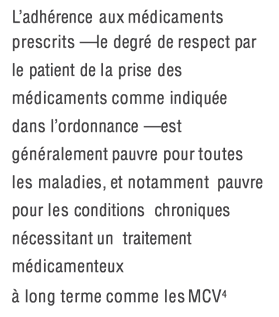 L’adhérence aux médicaments
prescrits —le degré de respect par
le patient de la prise des
médicaments comme indiquée
dans l’ordonnance —est
généralement pauvre pour toutes
les maladies, et notamment pauvre
pour les conditions chroniques
nécessitant un traitement
médicamenteux
à long terme comme les MCV⁴